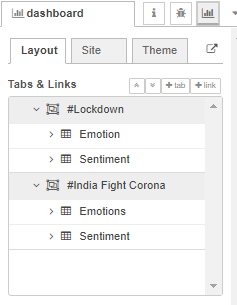 dashboard
Layout
Site
Theme
Tabs & Links
+tab
+link
#Lockdown
Emotion
Sentiment
#India Fight Corona
Emotions
Sentiment